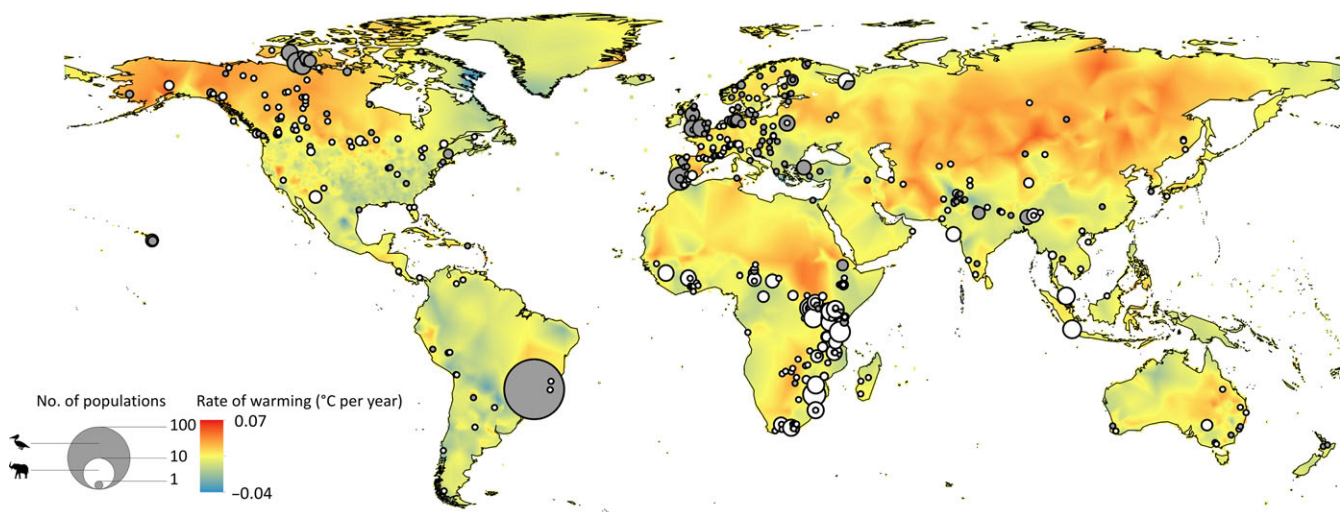 No. of populations
Rate of warming (°C per year)
100
10
1
0.07
−0.04